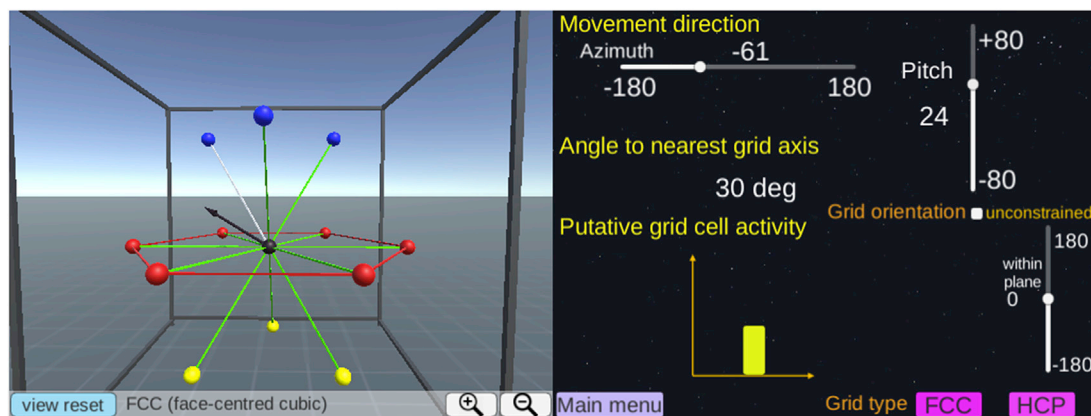 Movement direction
Azimuth
-61
-180
180
Pitch
24
+80
-80
Angle to nearest grid axis
30 deg
Grid orientation
unconstrained
Putative grid cell activity
within
plane
0
180
-180
view reset
FCC (face-centred cubic)
Main menu
Grid type
FCC
HCP